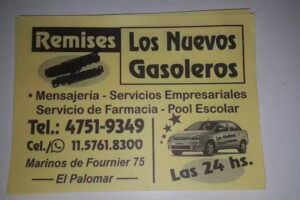 Remises
Los Nuevos
Gasoleros
• Mensajería - Servicios Empresariales
Servicio de Farmacia - Pool Escolar
Tel.: 4751-9349
Cel./ 11.5761.8300
Marinos de Fournier 75
— El Palomar —
Las 24 hs.